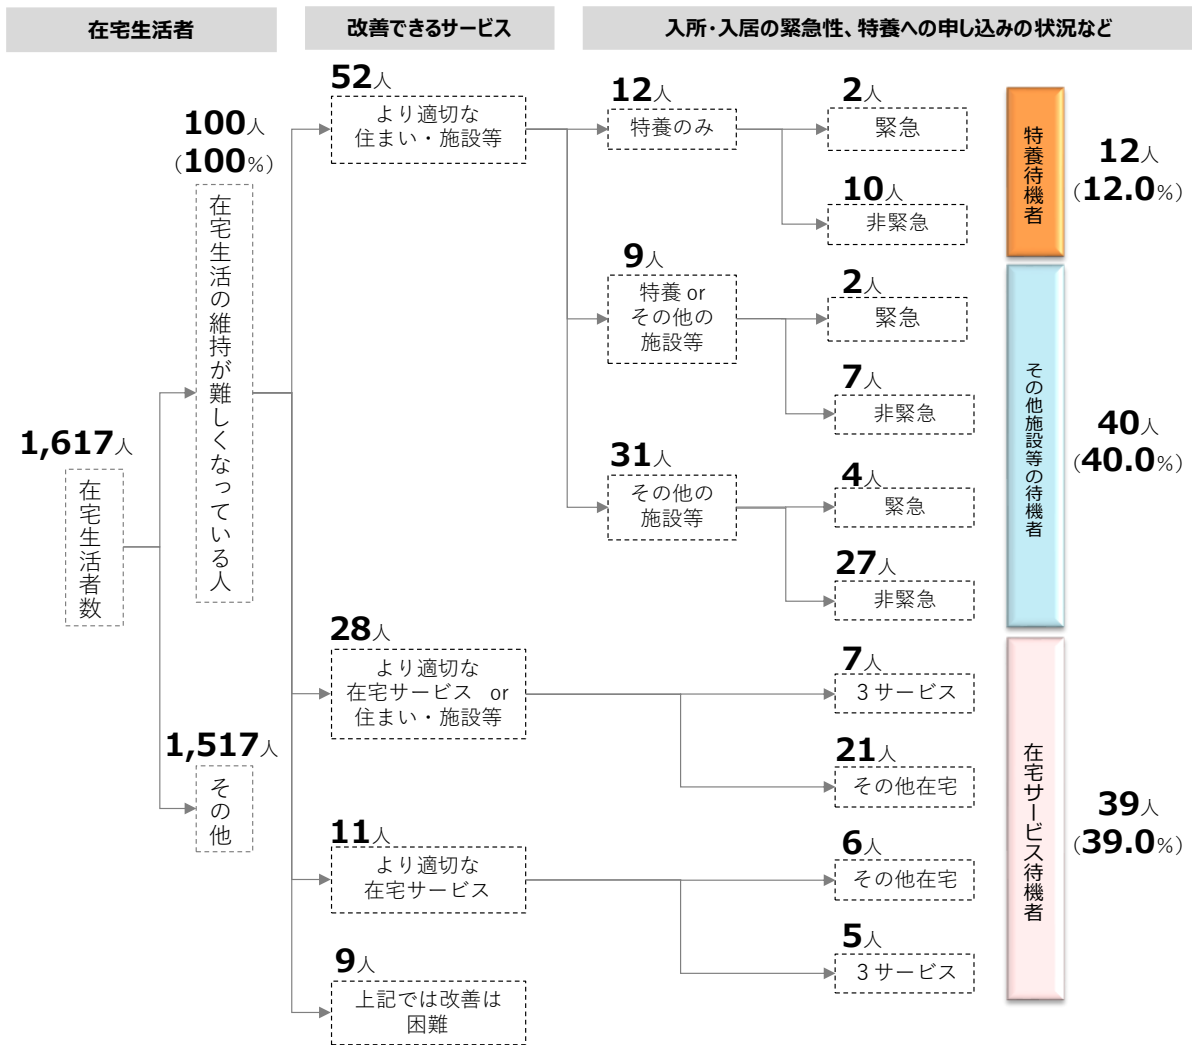 在宅生活者
改善できるサービス
入所・入居の緊急性、特養への申し込みの状況など
1,617人
在宅生活者数
100人
（100%）
在宅生活の維持が難しくなっている人
1,517人
その他
52人
より適切な
住まい・施設等
12人
特養のみ
2人
緊急
10人
非緊急
9人
特養 or
その他の
施設等
2人
緊急
7人
非緊急
31人
その他の
施設等
4人
緊急
27人
非緊急
28人
より適切な
在宅サービス or
住まい・施設等
7人
３サービス
21人
その他在宅
11人
より適切な
在宅サービス
6人
その他在宅
5人
３サービス
9人
上記では改善は
困難
特養待機者
12人
（12.0%）
その他施設等の待機者
40人
（40.0%）
在宅サービス待機者
39人
（39.0%）